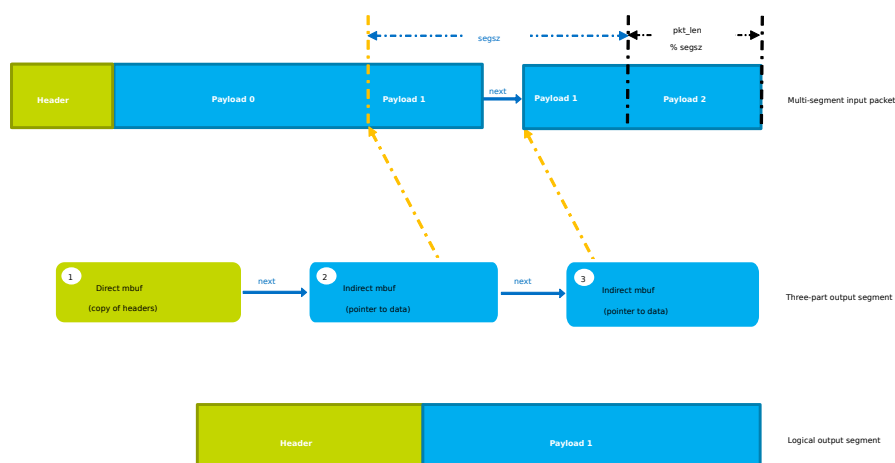 segsz
pkt_len
% segsz
Header
Payload 0
Payload 1
next
Payload 1
Payload 2
Multi-segment input packet
1
Direct mbuf
(copy of headers)
next
2
Indirect mbuf
(pointer to data)
next
3
Indirect mbuf
(pointer to data)
Three-part output segment
Header
Payload 1
Logical output segment